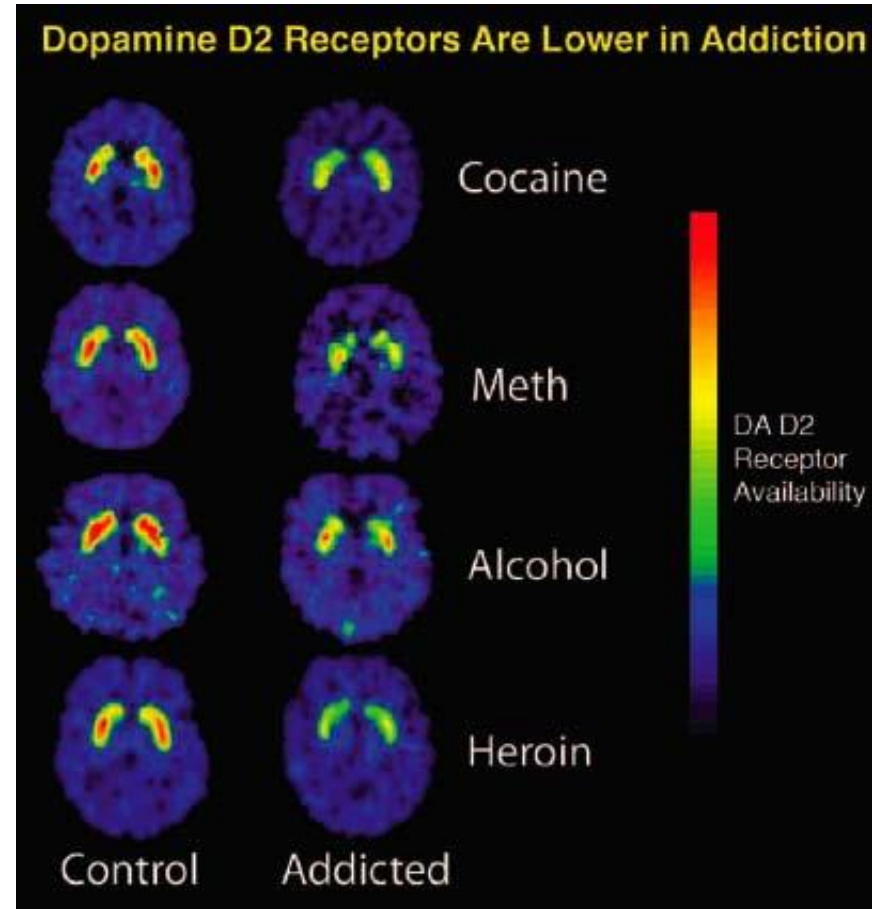 Dopamine D2 Receptors Are Lower in Addiction
Cocaine
Meth
DA D2
Receptor
Availability
Alcohol
Heroin
Control Addicted